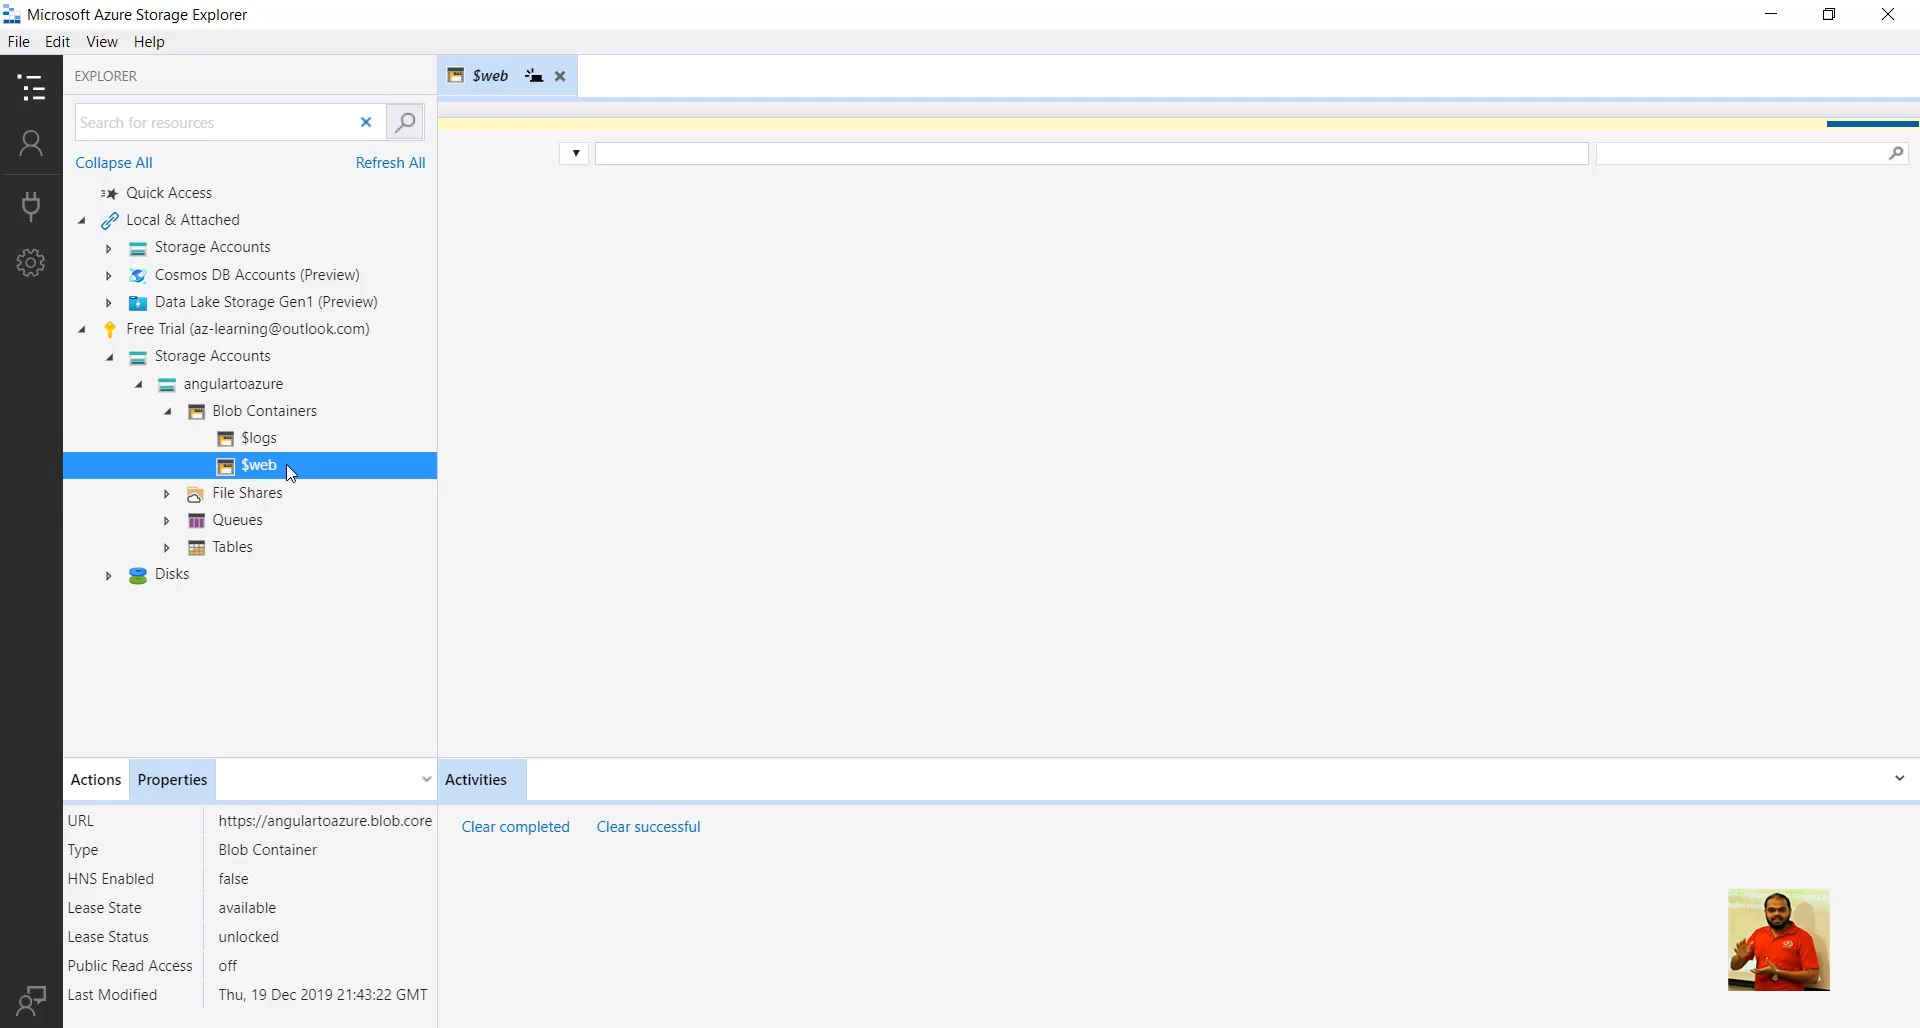 Microsoft Azure Storage Explorer
File Edit View Help
EXPLORER
Search for resources
Collapse All Refresh All
Quick Access
Local & Attached
Storage Accounts
Cosmos DB Accounts (Preview)
Data Lake Storage Gen1 (Preview)
Free Trial (az-learning@outlook.com)
Storage Accounts
angulartoazure
Blob Containers
$logs
$web
File Shares
Queues
Tables
Disks
$web
Actions Properties
URL https://angulartoazure.blob.core
Type Blob Container
HNS Enabled false
Lease State available
Lease Status unlocked
Public Read Access off
Last Modified Thu, 19 Dec 2019 21:43:22 GMT
Activities
Clear completed Clear successful